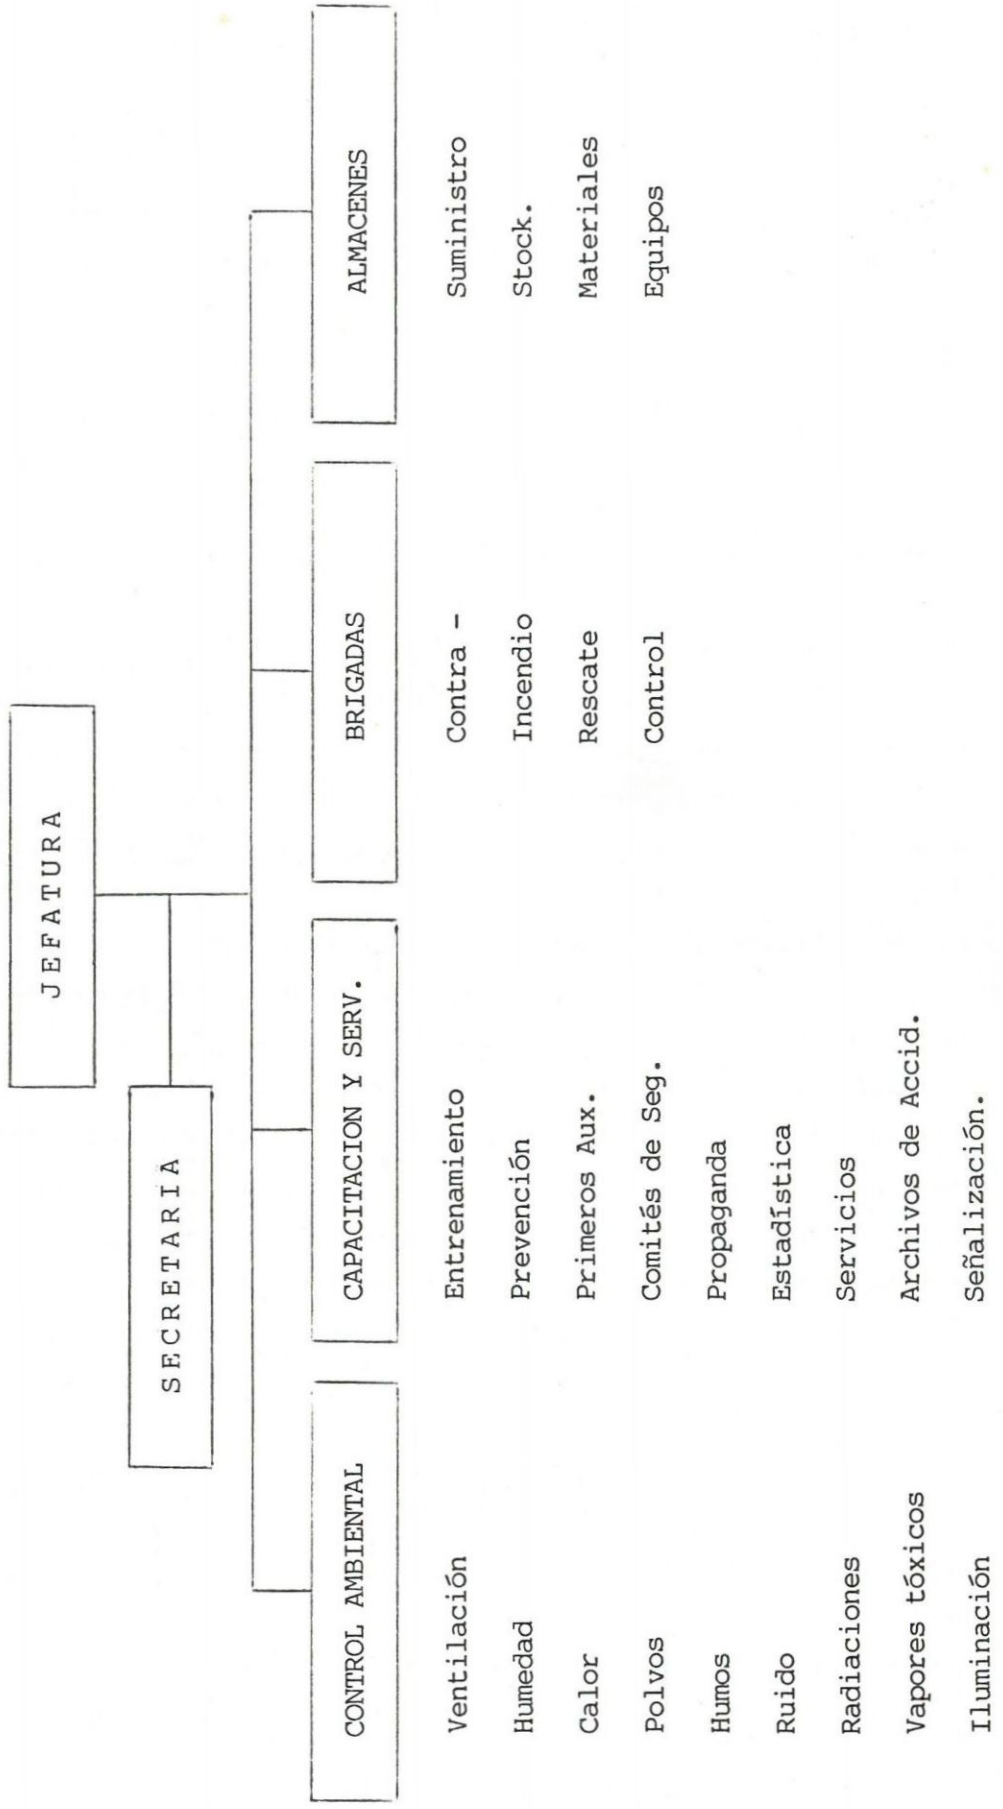 JEFATURA
SECRETARIA
CONTROL AMBIENTAL
Ventilación
Humedad
Calor
Polvos
Humos
Ruido
Radiaciones
Vapores tóxicos
Iluminación
CAPACITACION Y SERV.
Entrenamiento
Prevención
Primeros Aux.
Comités de Seg.
Propaganda
Estadística
Servicios
Archivos de Accid.
Señalización.
BRIGADAS
Contra -
Incendio
Rescate
Control
ALMACENES
Suministro
Stock.
Materiales
Equipos